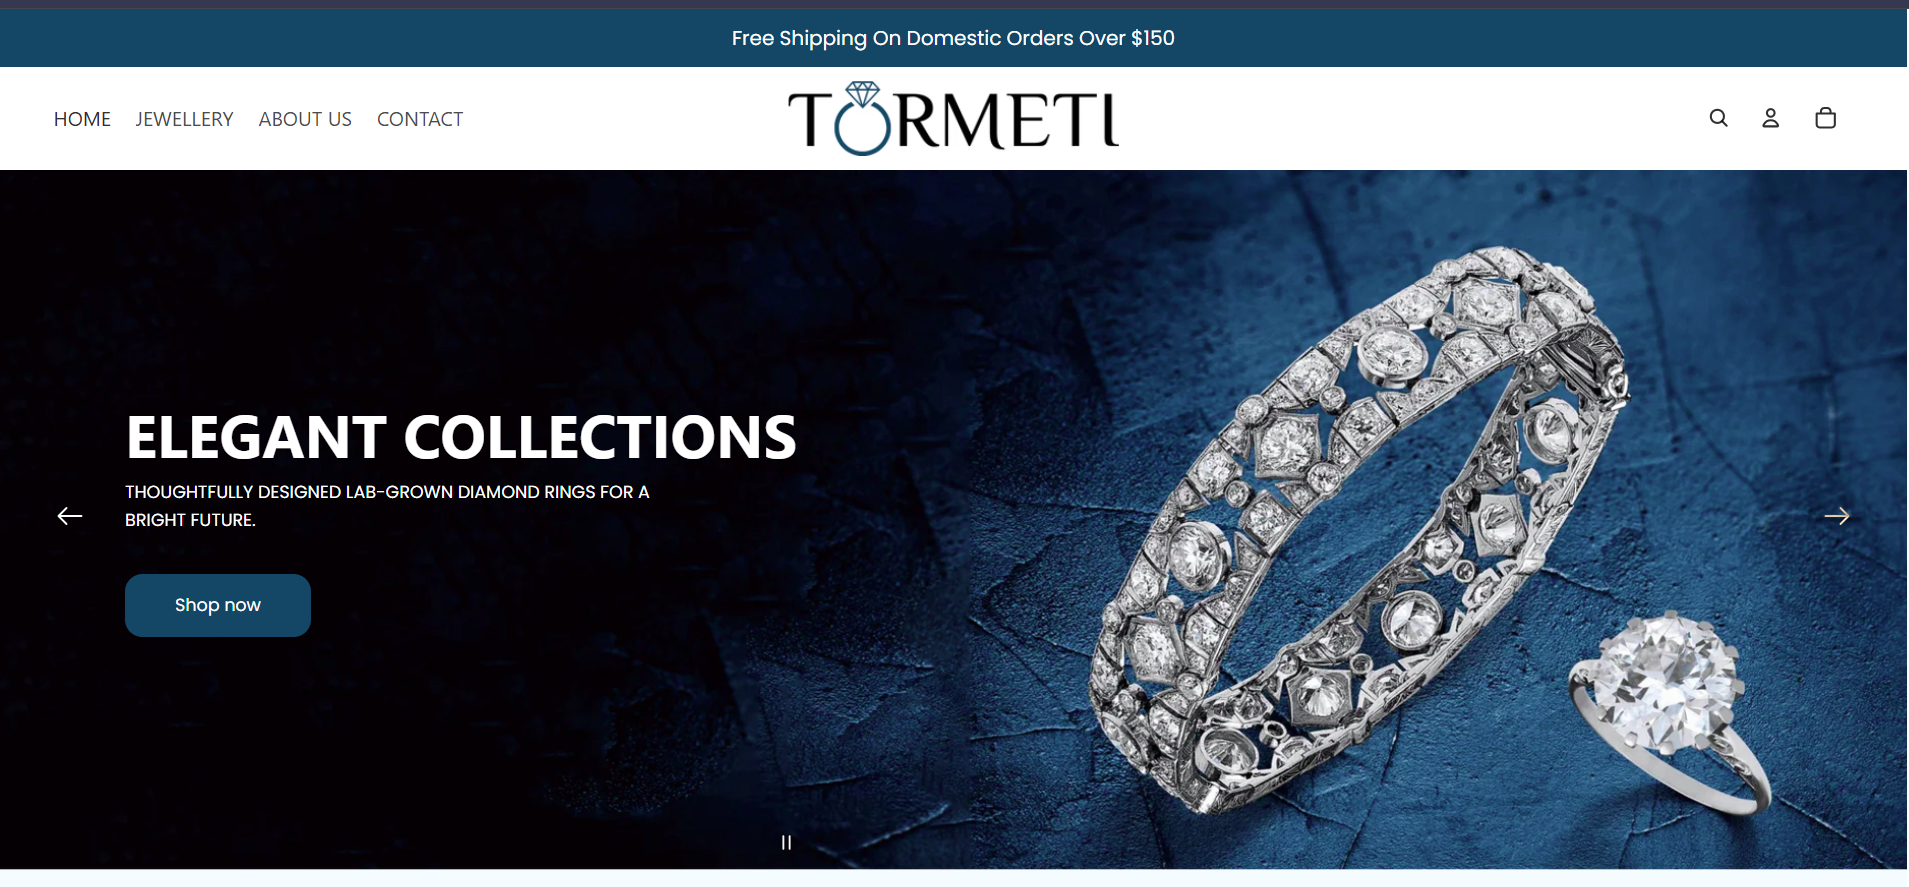 Free Shipping On Domestic Orders Over $150
HOME JEWELLERY ABOUT US CONTACT
TORMETI
ELEGANT COLLECTIONS
THOUGHTFULLY DESIGNED LAB-GROWN DIAMOND RINGS FOR A
BRIGHT FUTURE.
Shop now